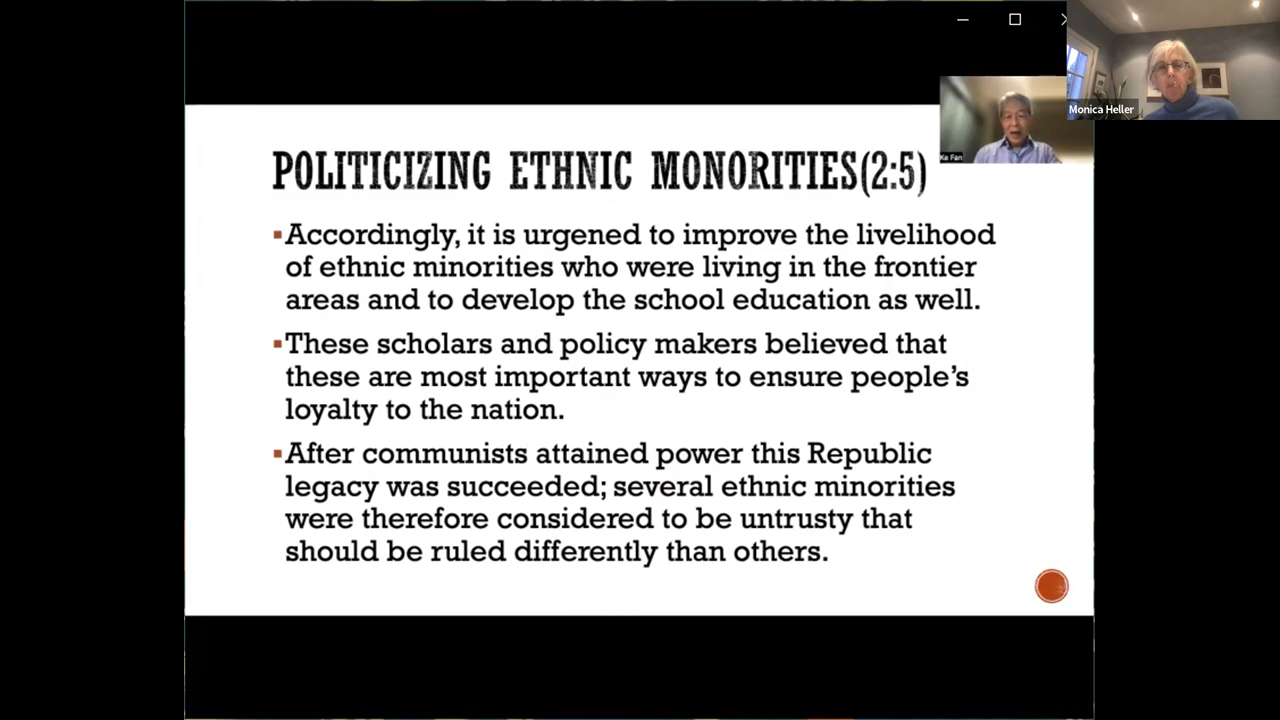 Monica Heller
Ke Fan
POLITICIZING ETHNIC MONORITIES(2:5)
▪Accordingly, it is urgened to improve the livelihood
of ethnic minorities who were living in the frontier
areas and to develop the school education as well.
▪These scholars and policy makers believed that
these are most important ways to ensure people’s
loyalty to the nation.
▪After communists attained power this Republic
legacy was succeeded; several ethnic minorities
were therefore considered to be untrusty that
should be ruled differently than others.